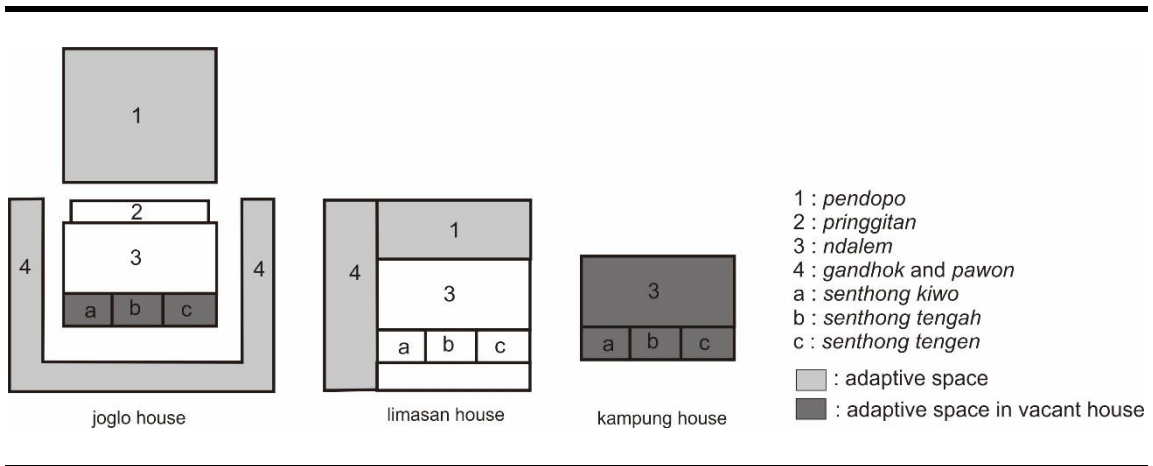 1
2
3
4
4
a b c
joglo house
1
4
3
a b c
limasan house
3
a b c
kampung house
1 : pendopo
2 : pringgitan
3 : ndalem
4 : gandhok and pawon
a : senthong kiwo
b : senthong tengah
c : senthong tengen
: adaptive space
: adaptive space in vacant house